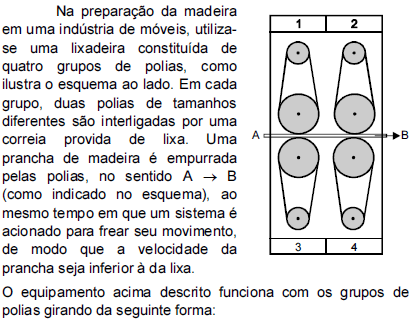 Na preparação da madeira
em uma indústria de móveis, utiliza-
se uma lixadeira constituída de
quatro grupos de polias, como
ilustra o esquema ao lado. Em cada
grupo, duas polias de tamanhos
diferentes são interligadas por uma
correia provida de lixa. Uma
prancha de madeira é empurrada
pelas polias, no sentido A → B
(como indicado no esquema), ao
mesmo tempo em que um sistema é
acionado para frear seu movimento,
de modo que a velocidade da
prancha seja inferior à da lixa.
1 2
A B
3 4
O equipamento acima descrito funciona com os grupos de
polias girando da seguinte forma: